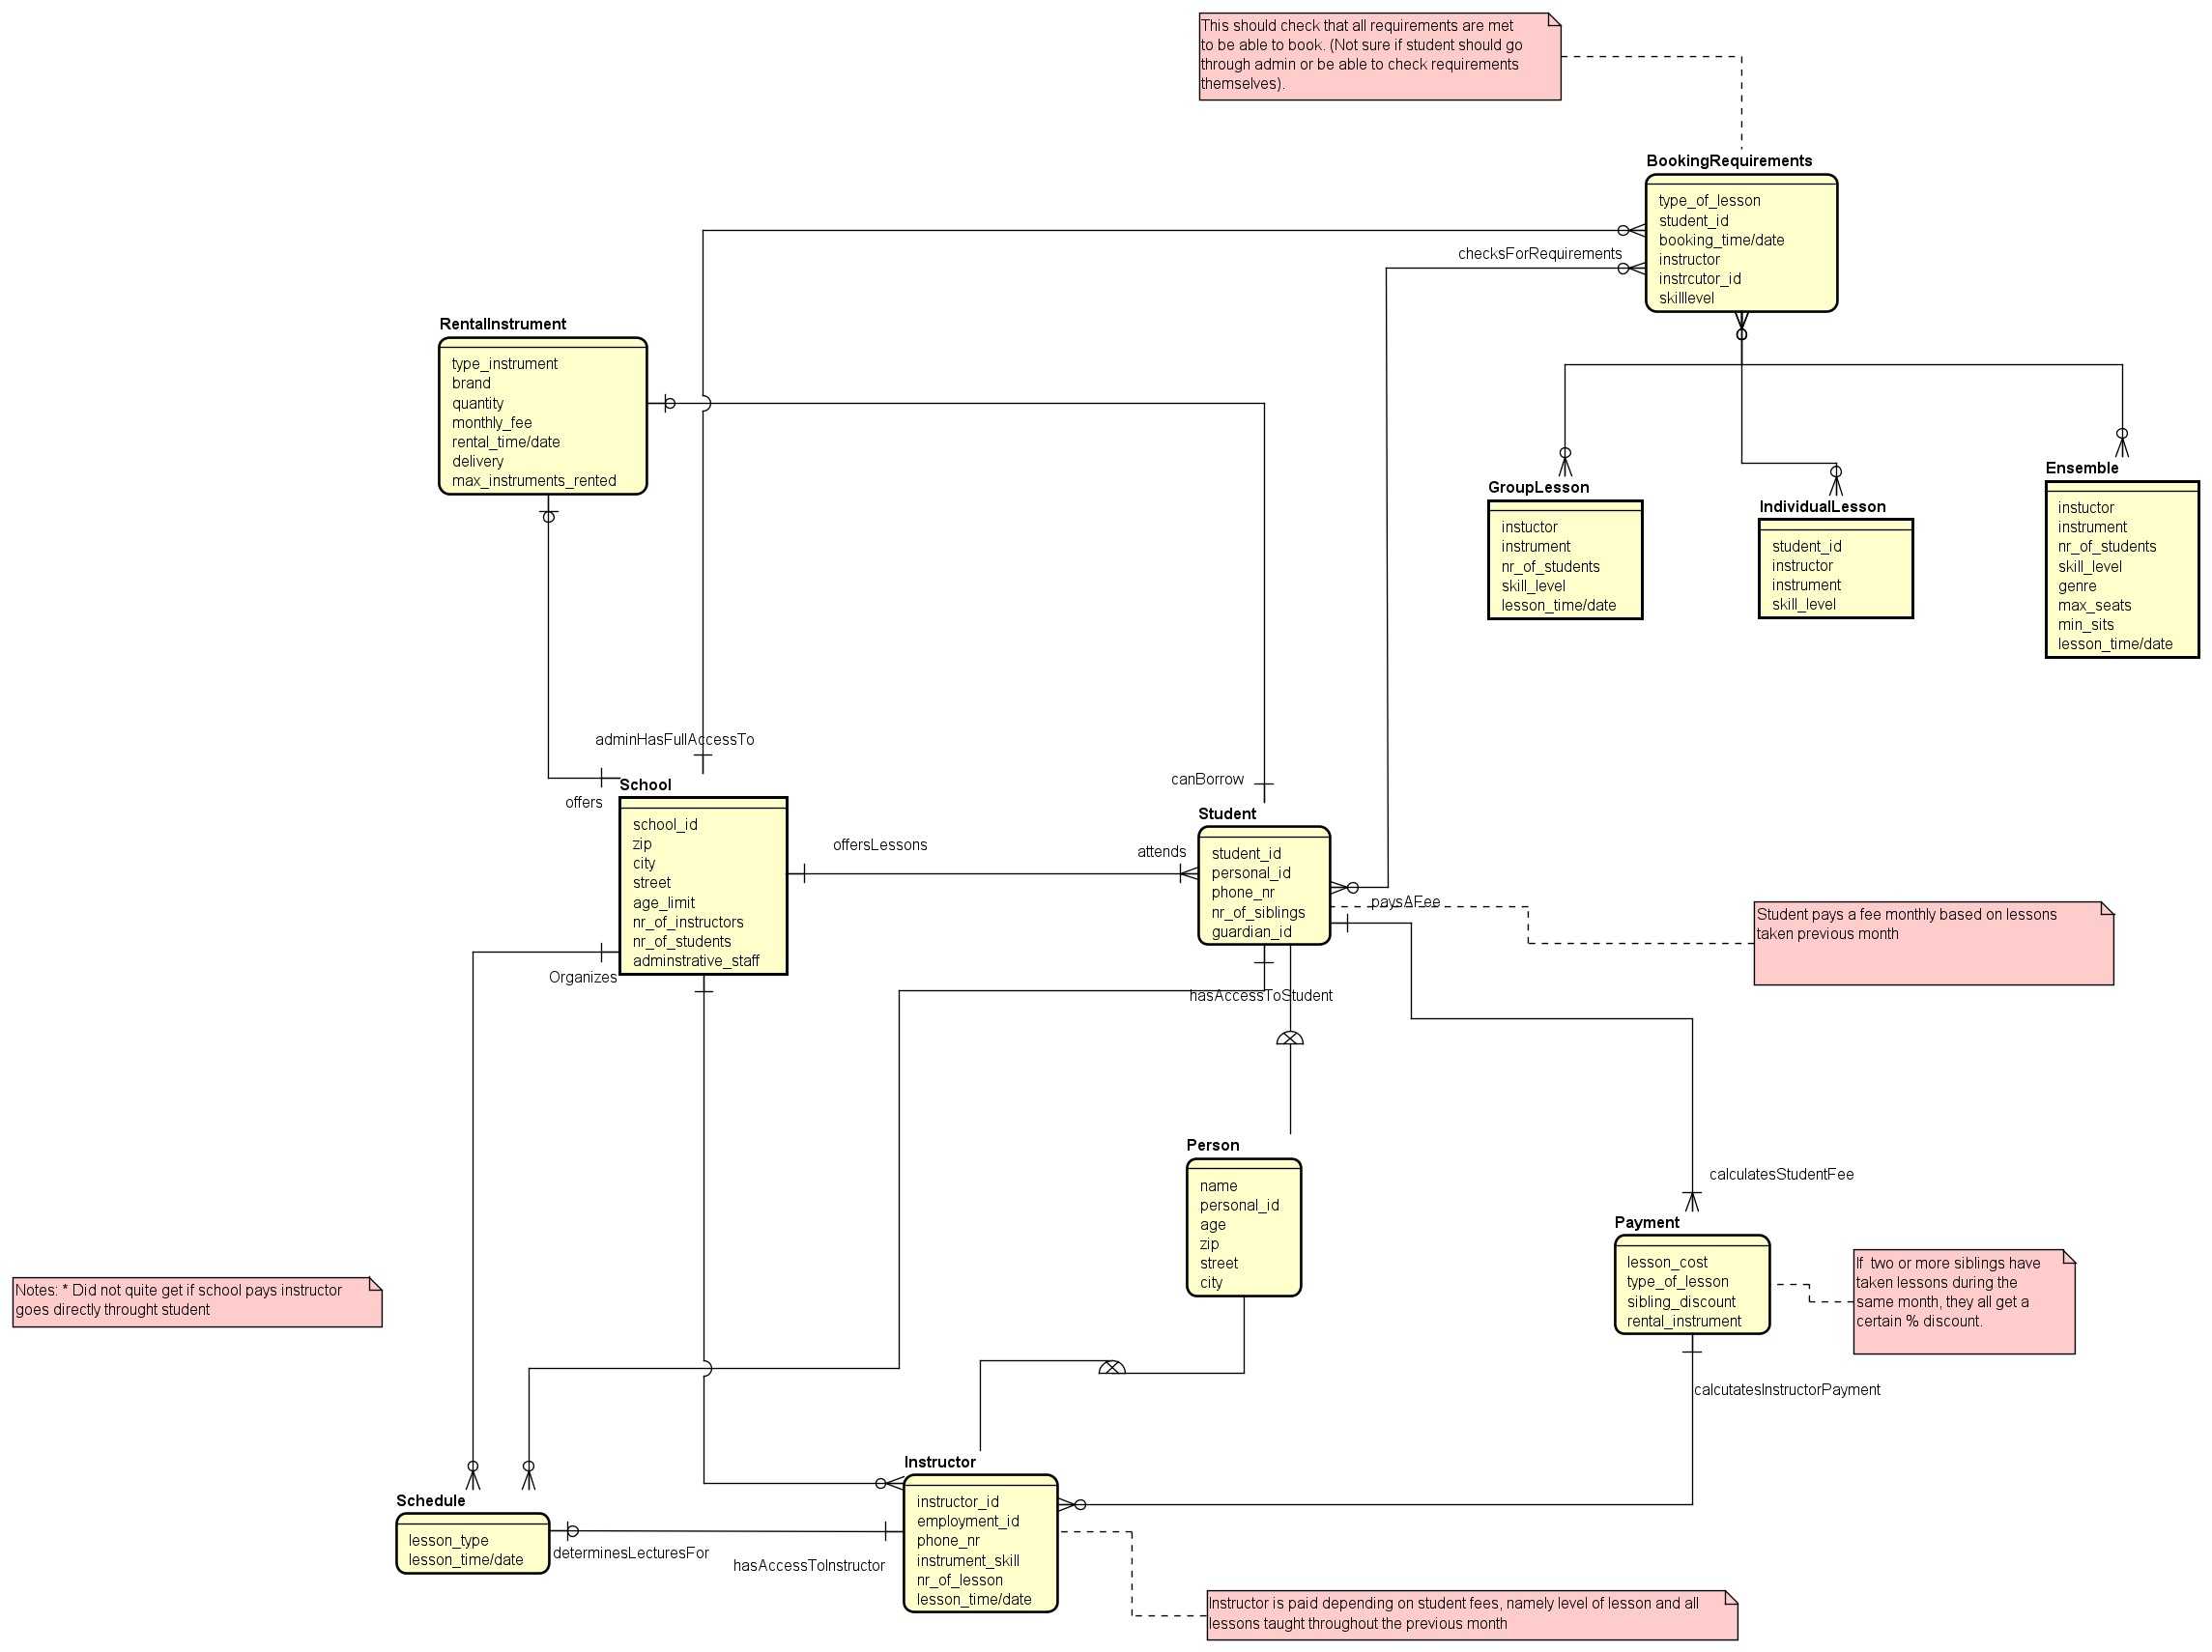 This should check that all requirements are met
to be able to book. (Not sure if student should go
through admin or be able to check requirements
themselves).
BookingRequirements
type_of_lesson
student_id
booking_time/date
instructor
instrcutor_id
skilllevel
checksForRequirements
RentalInstrument
type_instrument
brand
quantity
monthly_fee
rental_time/date
delivery
max_instruments_rented
GroupLesson
instuctor
instrument
nr_of_students
skill_level
lesson_time/date
IndividualLesson
student_id
instructor
instrument
skill_level
Ensemble
instuctor
instrument
nr_of_students
skill_level
genre
max_seats
min_sits
lesson_time/date
adminHasFullAccessTo
offers
School
school_id
zip
city
street
age_limit
nr_of_instructors
nr_of_students
adminstrative_staff
offersLessons
attends
canBorrow
Student
student_id
personal_id
phone_nr
nr_of_siblings
guardian_id
paysAFee
Student pays a fee monthly based on lessons
taken previous month
Organizes
hasAccessToStudent
Person
name
personal_id
age
zip
street
city
calculatesStudentFee
Payment
lesson_cost
type_of_lesson
sibling_discount
rental_instrument
If  two or more siblings have
taken lessons during the
same month, they all get a
certain % discount.
Notes: * Did not quite get if school pays instructor
goes directly throught student
calcutatesInstructorPayment
Instructor
instructor_id
employment_id
phone_nr
instrument_skill
nr_of_lesson
lesson_time/date
Schedule
lesson_type
lesson_time/date
determinesLecturesFor
hasAccessToInstructor
Instructor is paid depending on student fees, namely level of lesson and all
lessons taught throughout the previous month